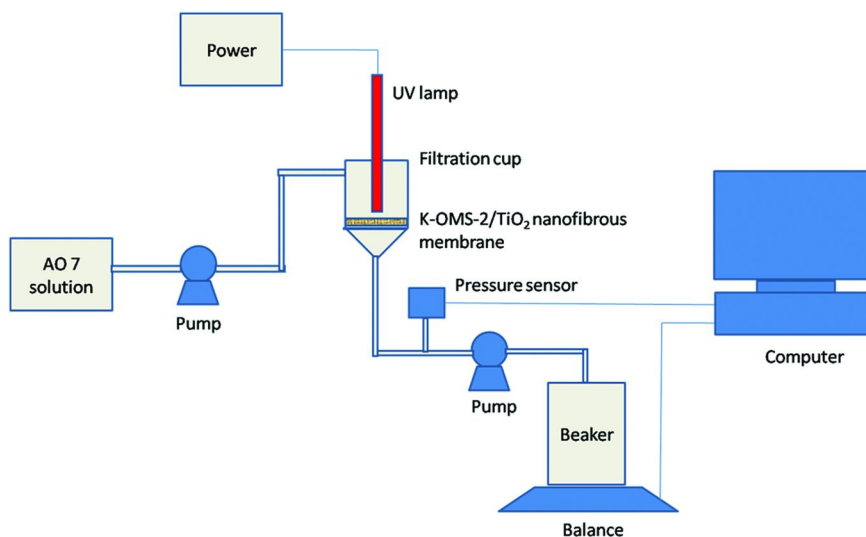 Power
UV lamp
Filtration cup
K-OMS-2/TiO₂ nanofibrous
membrane
AO 7
solution
Pump
Pressure sensor
Pump
Computer
Beaker
Balance